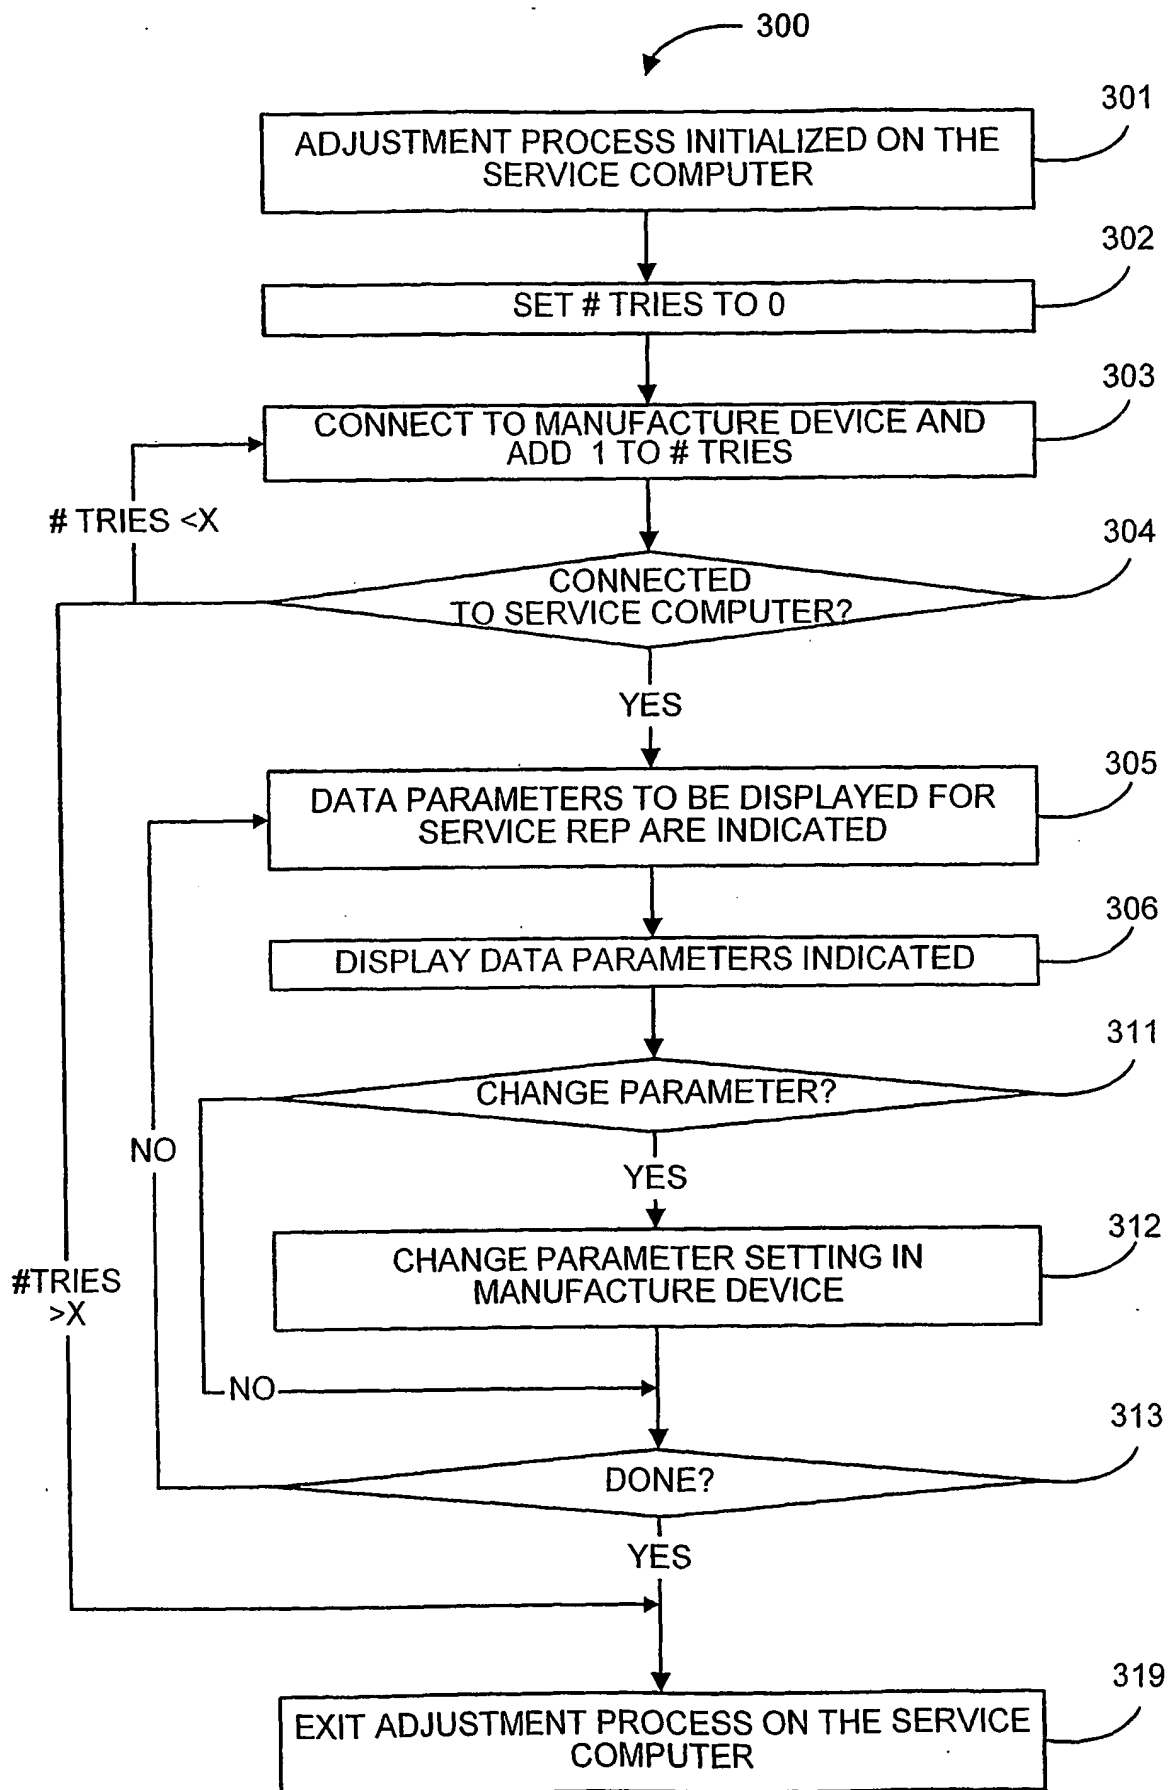 300
301
ADJUSTMENT PROCESS INITIALIZED ON THE
SERVICE COMPUTER
302
SET # TRIES TO 0
303
CONNECT TO MANUFACTURE DEVICE AND
ADD 1 TO # TRIES
# TRIES <X
304
CONNECTED
TO SERVICE COMPUTER?
YES
305
DATA PARAMETERS TO BE DISPLAYED FOR
SERVICE REP ARE INDICATED
306
DISPLAY DATA PARAMETERS INDICATED
311
CHANGE PARAMETER?
NO
YES
312
CHANGE PARAMETER SETTING IN
MANUFACTURE DEVICE
#TRIES
>X
NO
313
DONE?
YES
319
EXIT ADJUSTMENT PROCESS ON THE SERVICE
COMPUTER